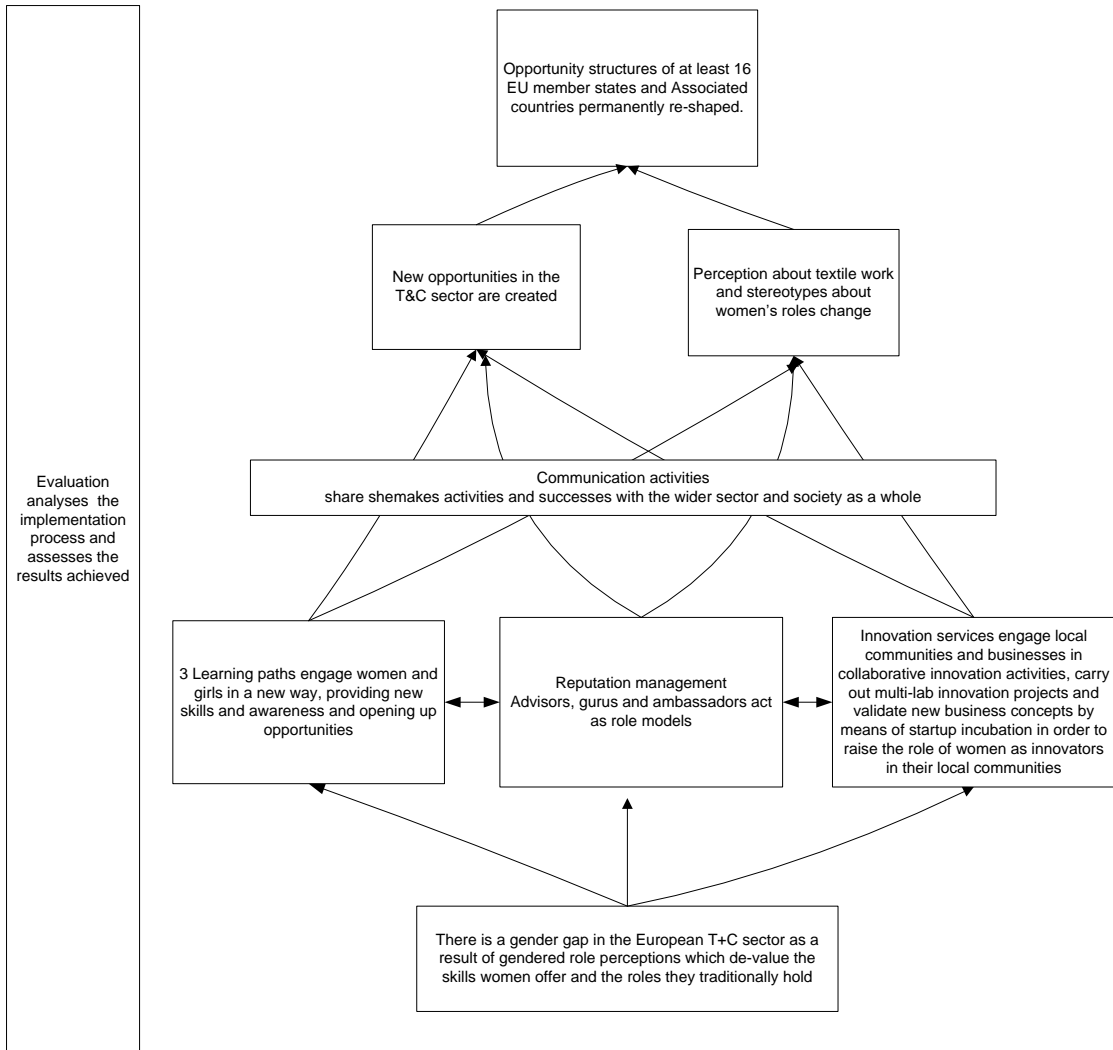 Opportunity structures of at least 16
EU member states and Associated
countries permanently re-shaped.
New opportunities in the
T&C sector are created
Perception about textile work
and stereotypes about
women's roles change
Evaluation
analyses the
implementation
process and
assesses the
results achieved
Communication activities
share shemakes activities and successes with the wider sector and society as a whole
3 Learning paths engage women and
girls in a new way, providing new
skills and awareness and opening up
opportunities
Reputation management
Advisors, gurus and ambassadors act
as role models
Innovation services engage local
communities and businesses in
collaborative innovation activities, carry
out multi-lab innovation projects and
validate new business concepts by
means of startup incubation in order to
raise the role of women as innovators
in their local communities
There is a gender gap in the European T+C sector as a
result of gendered role perceptions which de-value the
skills women offer and the roles they traditionally hold